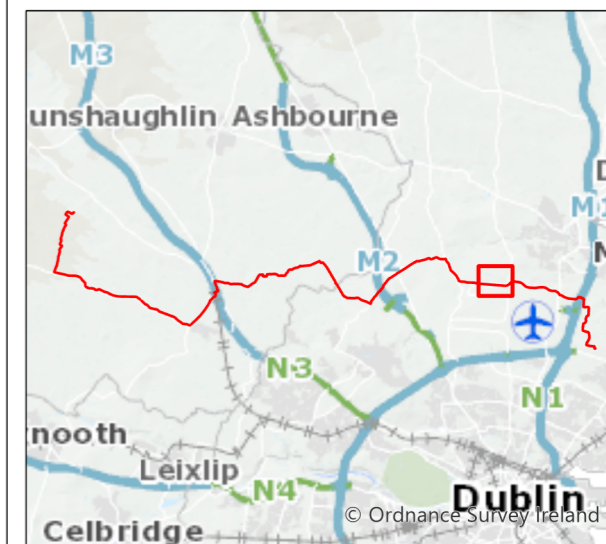 M3
unshaughlin Ashbourne
D
M1
N
M2
N3
N1
nooth
Leixlip
N4
Dublin
© Ordnance Survey Ireland
Celbridge